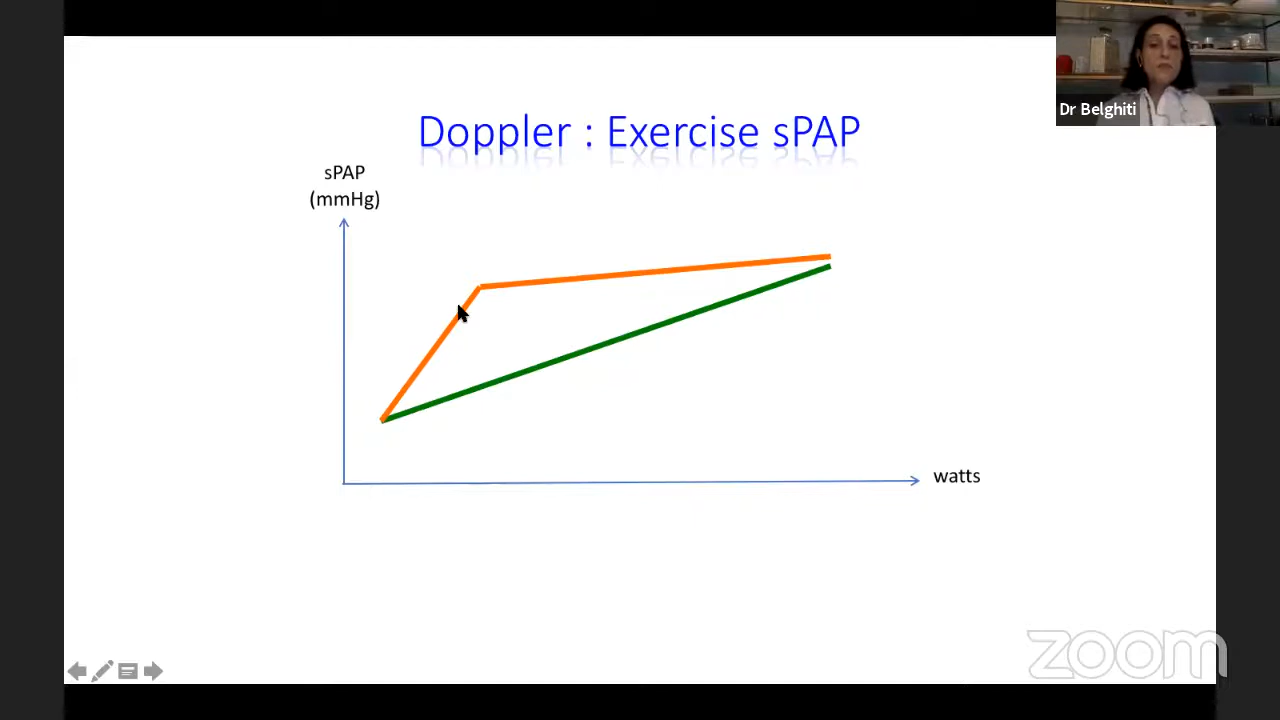 Dr Belghiti
Doppler : Exercise sPAP
sPAP
(mmHg)
watts
zoom